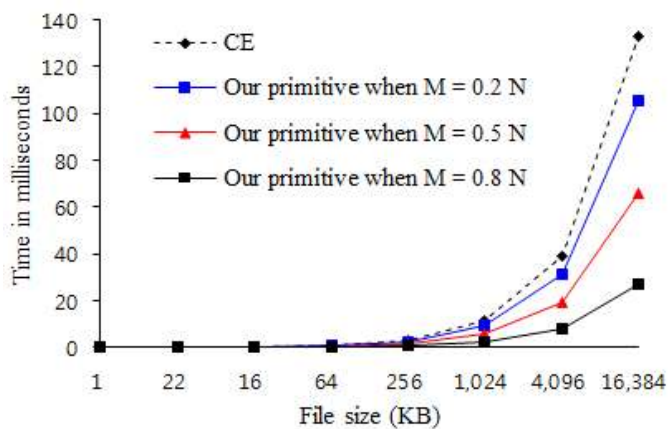 140
120
100
80
60
40
20
0
Time in milliseconds
CE
Our primitive when M = 0.2 N
Our primitive when M = 0.5 N
Our primitive when M = 0.8 N
1 22 16 64 256 1,024 4,096 16,384
File size (KB)